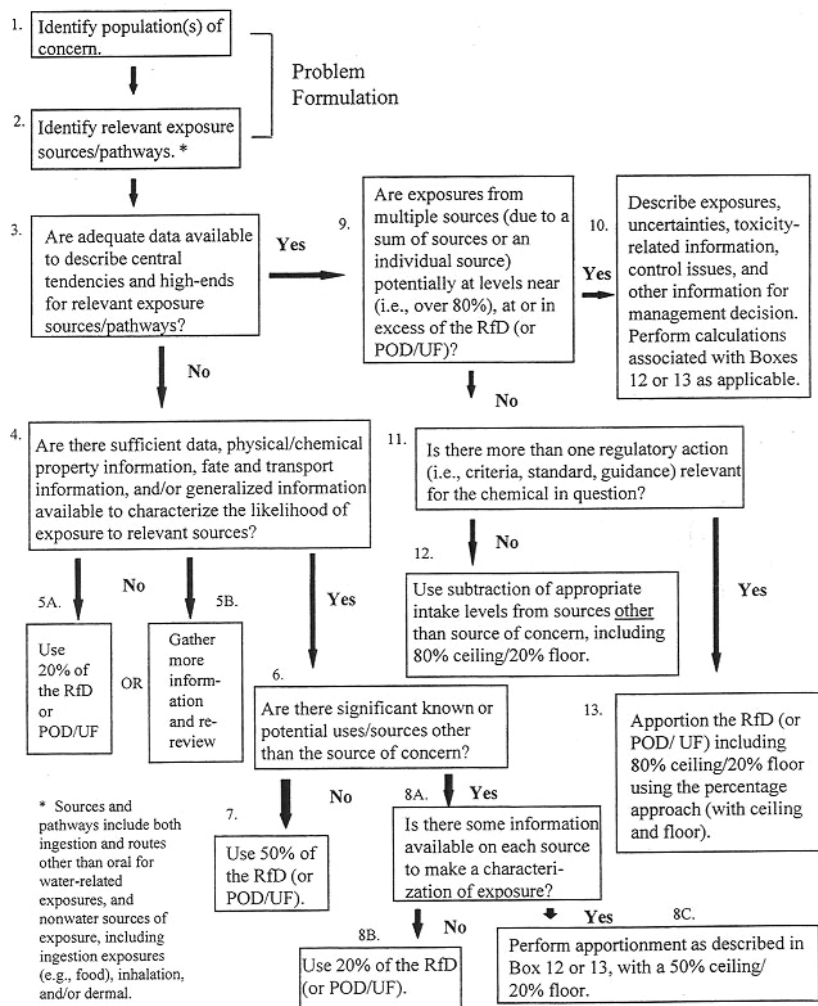 1.
Identify population(s) of
concern.
Problem
Formulation
2.
Identify relevant exposure
sources/pathways. *
3.
Are adequate data available
to describe central
tendencies and high-ends
for relevant exposure
sources/pathways?
Yes
No
9.
Are exposures from
multiple sources (due to a
sum of sources or an
individual source)
potentially at levels near
(i.e., over 80%), at or in
excess of the RfD (or
POD/UF)?
Yes
No
10.
Describe exposures,
uncertainties, toxicity-
related information,
control issues, and
other information for
management decision.
Perform calculations
associated with Boxes
12 or 13 as applicable.
4.
Are there sufficient data, physical/chemical
property information, fate and transport
information, and/or generalized information
available to characterize the likelihood of
exposure to relevant sources?
No
Yes
11.
Is there more than one regulatory action
(i.e., criteria, standard, guidance) relevant
for the chemical in question?
No
Yes
5A.
Use
20% of
the RfD
or
POD/UF
OR
5B.
Gather
more
inform-
ation
and re-
review
12.
Use subtraction of appropriate
intake levels from sources other
than source of concern, including
80% ceiling/20% floor.
6.
Are there significant known or
potential uses/sources other
than the source of concern?
No
Yes
13.
Apportion the RfD (or
POD/ UF) including
80% ceiling/20% floor
using the percentage
approach (with ceiling
and floor).
7.
Use 50% of
the RfD (or
POD/UF).
8A.
Is there some information
available on each source
to make a characteri-
zation of exposure?
No
Yes
8B.
Use 20% of the RfD
(or POD/UF).
8C.
Perform apportionment as described in
Box 12 or 13, with a 50% ceiling/
20% floor.
* Sources and
pathways include both
ingestion and routes
other than oral for
water-related
exposures, and
nonwater sources of
exposure, including
ingestion exposures
(e.g., food), inhalation,
and/or dermal.